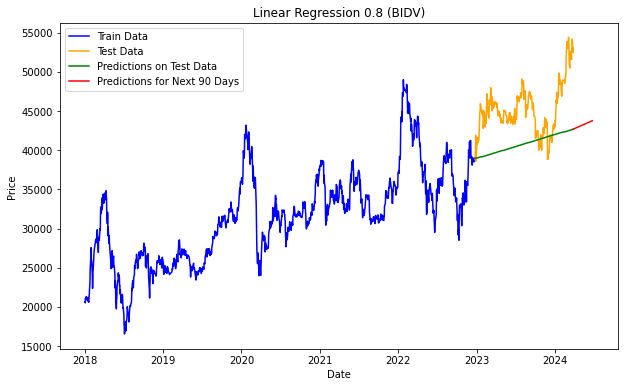 Linear Regression 0.8 (BIDV)
Train Data
Test Data
Predictions on Test Data
Predictions for Next 90 Days
Price
55000
50000
45000
40000
35000
30000
25000
20000
15000
2018
2019
2020
2021
2022
2023
2024
Date